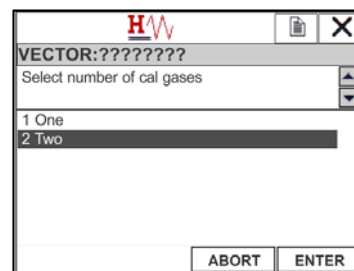 H
VECTOR:????????
Select number of cal gases
1 One
2 Two
ABORT ENTER